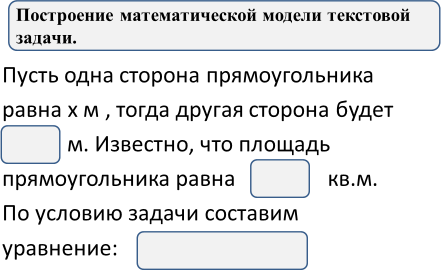 Построение математической модели текстовой
задачи.
Пусть одна сторона прямоугольника
равна х м , тогда другая сторона будет
м. Известно, что площадь
прямоугольника равна кв.м.
По условию задачи составим
уравнение: